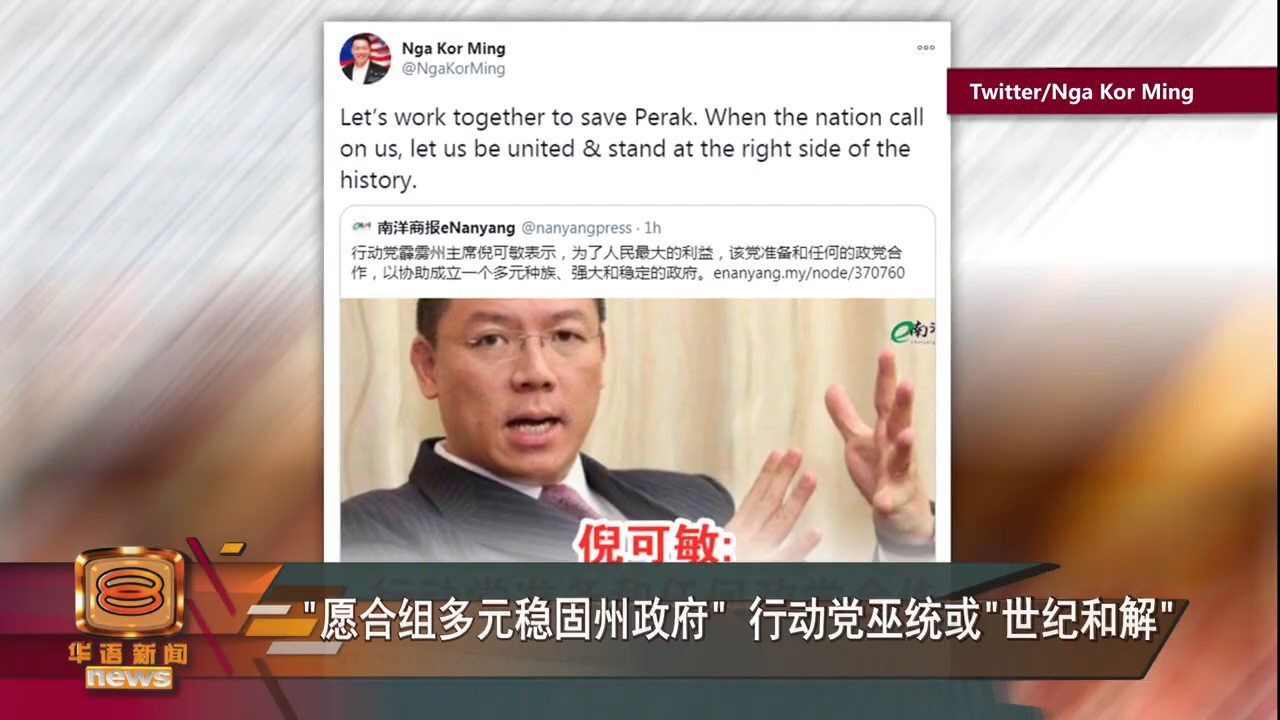 Nga Kor Ming
@NgaKorMing
Twitter/Nga Kor Ming
Let's work together to save Perak. When the nation call
on us, let us be united & stand at the right side of the
history.
南洋商报eNanyang @nanyangpress · 1h
行动党霹雳州主席倪可敏表示，为了人民最大的利益，该党准备和任何的政党合
作，以协助成立一个多元种族、强大和稳定的政府。enanyang.my/node/370760
倪可敏:
8
华语新闻
news
"愿合组多元稳固州政府" 行动党巫统或"世纪和解"